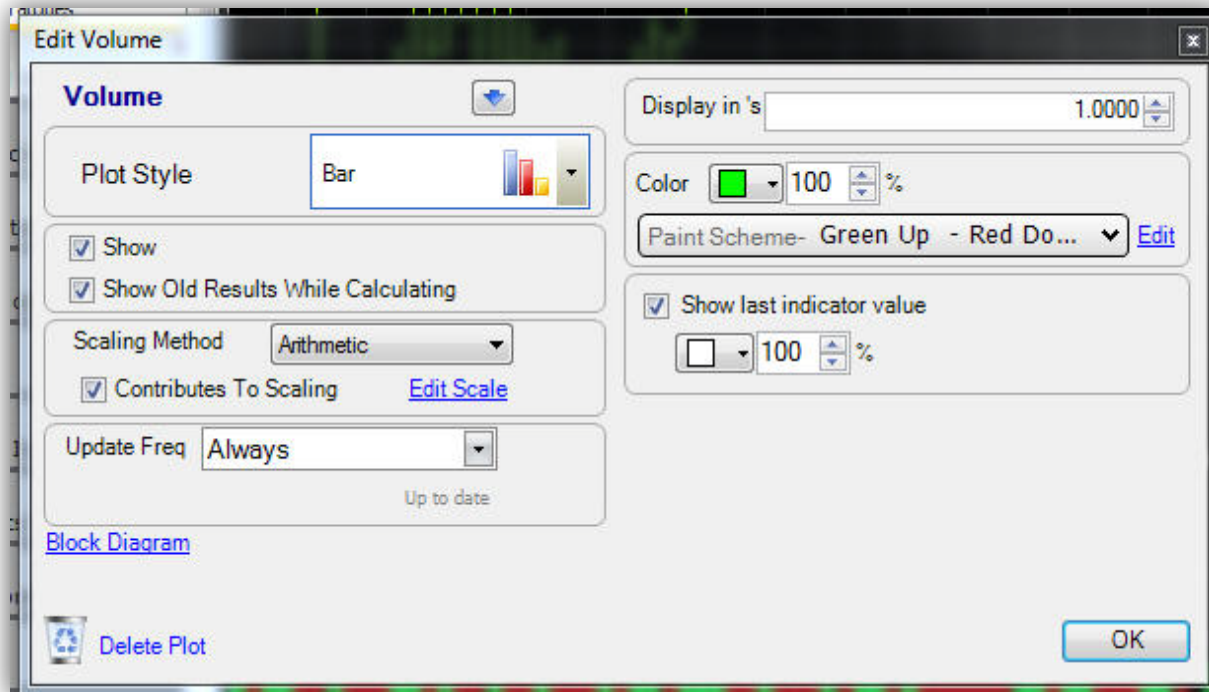 Edit Volume
Volume
Plot Style
Bar
Show
Show Old Results While Calculating
Scaling Method
Arithmetic
Contributes To Scaling
Edit Scale
Update Freq
Always
Up to date
Block Diagram
Delete Plot
Display in 's
1.0000
Color
100
%
Paint Scheme- Green Up - Red Do...
Edit
Show last indicator value
100
%
OK